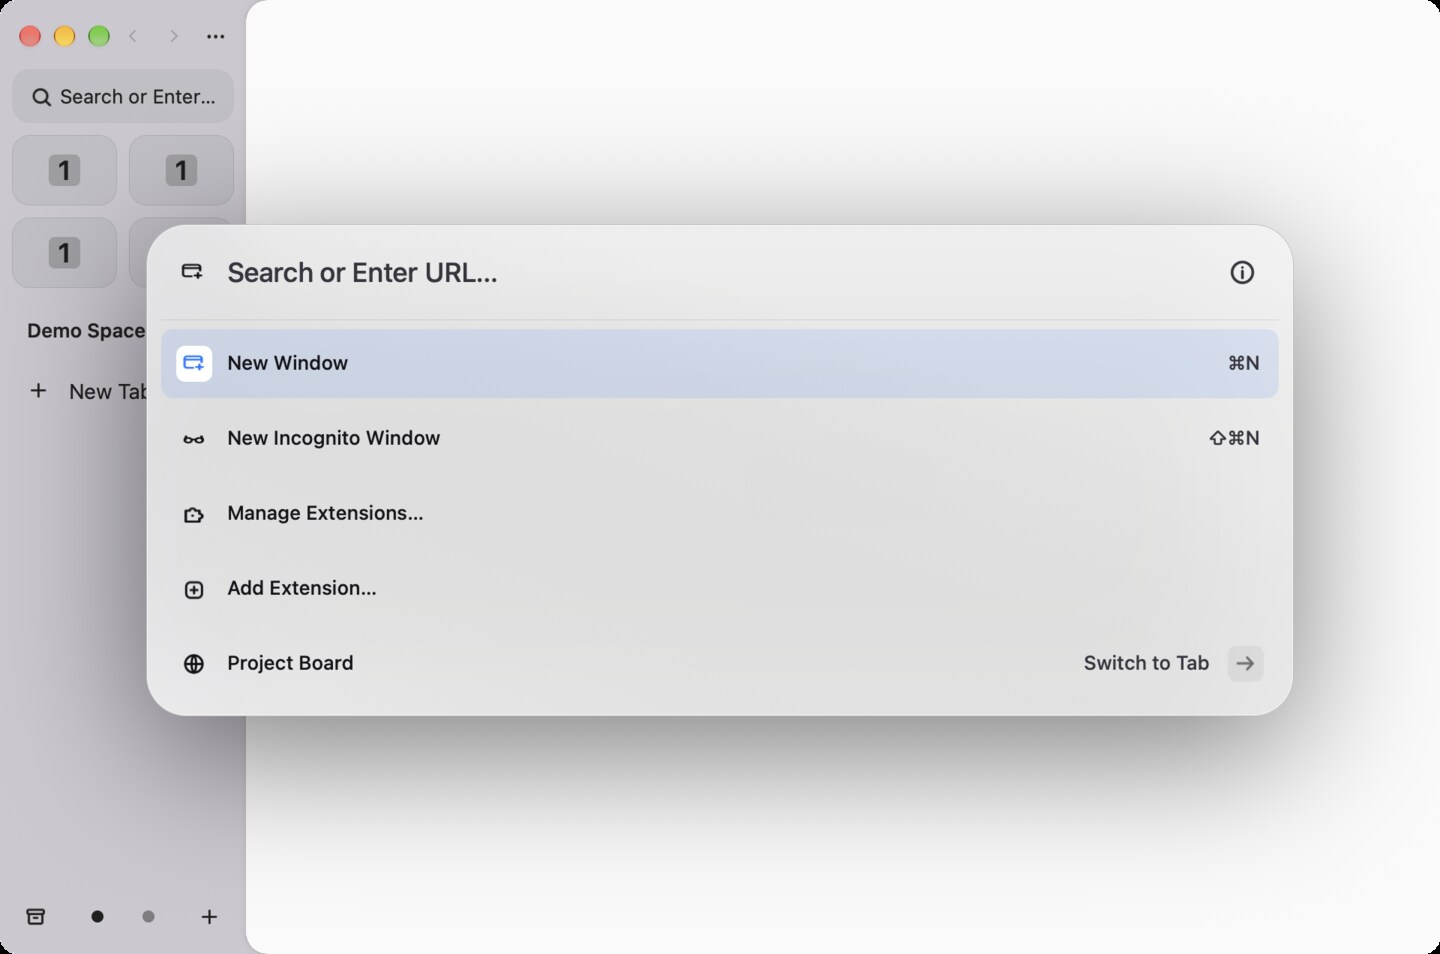 Search or Enter...
1
1
1
Demo Space
New Tab
Search or Enter URL...
New Window
⌘N
New Incognito Window
⇧⌘N
Manage Extensions...
Add Extension...
Project Board
Switch to Tab